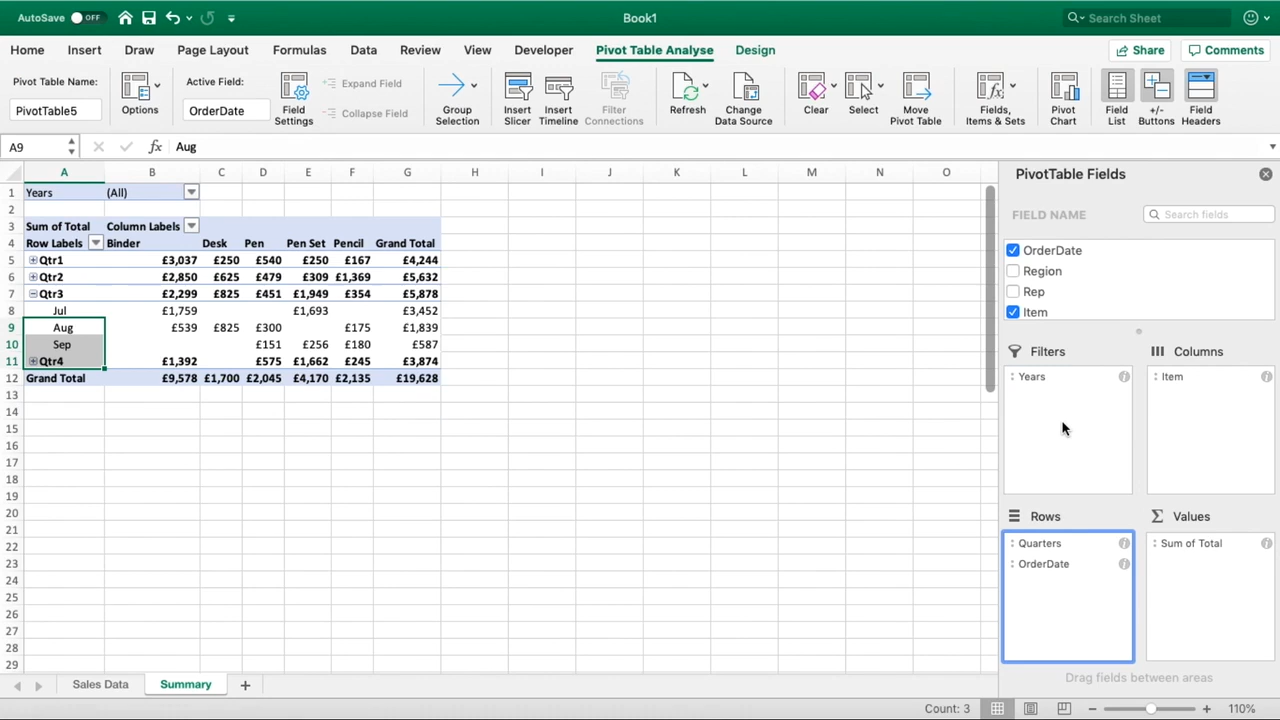 AutoSave OFF
Book1
Search Sheet
Home Insert Draw Page Layout Formulas Data Review View Developer Pivot Table Analyse Design Share Comments
Pivot Table Name:
PivotTable5
Options
Active Field:
OrderDate
Field Settings
Expand Field
Collapse Field
Group Selection
Insert Slicer
Insert Timeline
Filter Connections
Refresh
Change Data Source
Clear
Select
Move Pivot Table
Fields, Items & Sets
Pivot Chart
Field List
+/- Buttons
Field Headers
A9 fx Aug
A B C D E F G H I J K L M N O
1 Years (All)
2
3 Sum of Total Column Labels
4 Row Labels Binder Desk Pen Pen Set Pencil Grand Total
5 Qtr1 £3,037 £250 £540 £250 £167 £4,244
6 Qtr2 £2,850 £625 £479 £309 £1,369 £5,632
7 Qtr3 £2,299 £825 £451 £1,949 £354 £5,878
8 Jul £1,759 £1,693 £3,452
9 Aug £539 £825 £300 £175 £1,839
10 Sep £151 £256 £180 £587
11 Qtr4 £1,392 £575 £1,662 £245 £3,874
12 Grand Total £9,578 £1,700 £2,045 £4,170 £2,135 £19,628
13
14
15
16
17
18
19
20
21
22
23
24
25
26
27
28
29
PivotTable Fields
FIELD NAME Search fields
OrderDate
Region
Rep
Item
Filters Columns
Years Item
Rows Values
Quarters Sum of Total
OrderDate
Drag fields between areas
Sales Data Summary +
Count: 3 110%